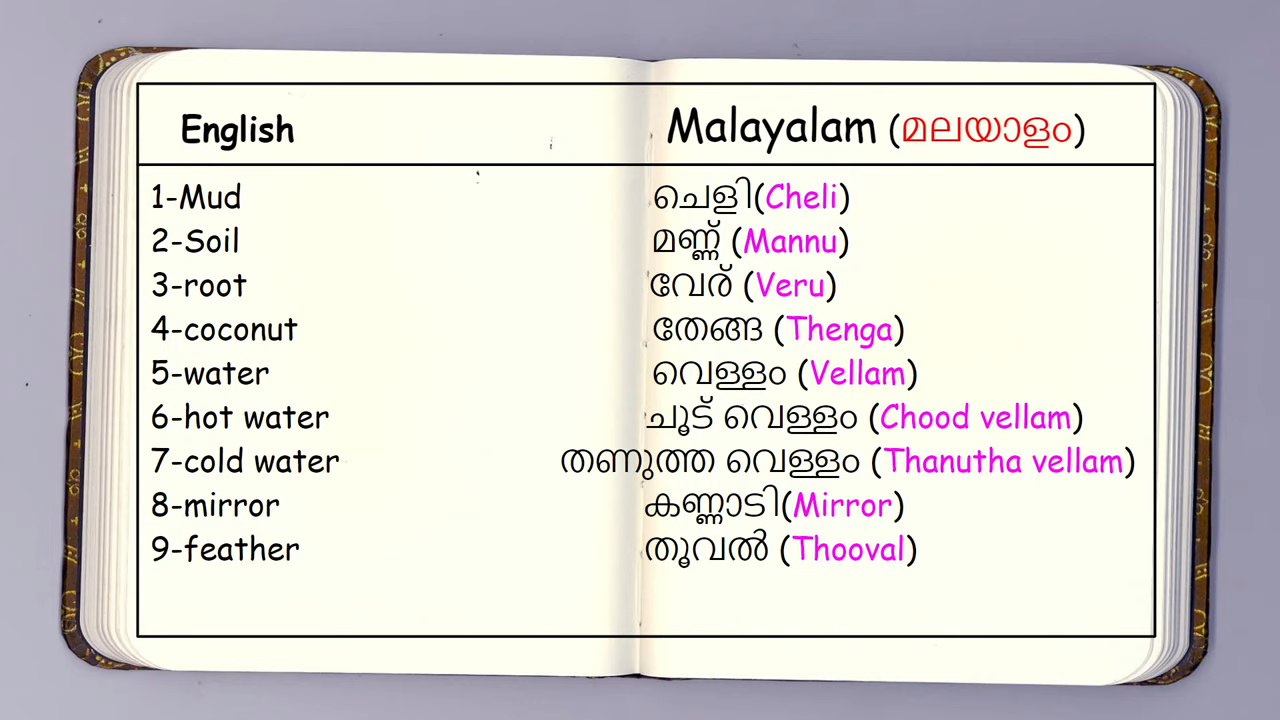 English Malayalam (മലയാളം)
1-Mud ചെളി(Cheli)
2-Soil മണ്ണ് (Mannu)
3-root വേര് (Veru)
4-coconut തേങ്ങ (Thenga)
5-water വെള്ളം (Vellam)
6-hot water ചൂട് വെള്ളം (Chood vellam)
7-cold water തണുത്ത വെള്ളം (Thanutha vellam)
8-mirror കണ്ണാടി(Mirror)
9-feather തൂവൽ (Thooval)